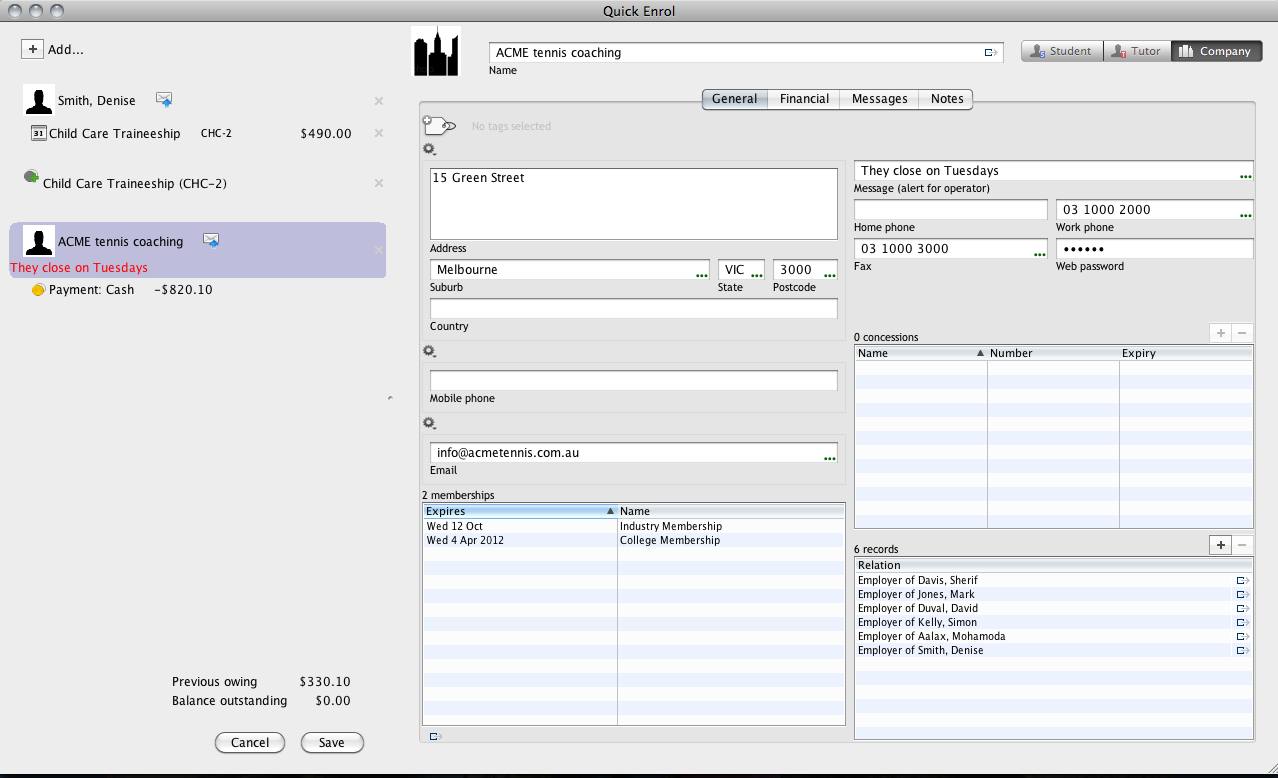 Quick Enrol
+ Add...
Smith, Denise
31 Child Care Traineeship CHC-2 $490.00
Child Care Traineeship (CHC-2)
ACME tennis coaching
They close on Tuesdays
Payment: Cash -$820.10
Previous owing $330.10
Balance outstanding $0.00
Cancel Save
ACME tennis coaching
Name
Student Tutor Company
General Financial Messages Notes
No tags selected
15 Green Street
Address
Melbourne VIC 3000
Suburb State Postcode
Country
Mobile phone
info@acmetennis.com.au
Email
2 memberships
Expires Name
Wed 12 Oct Industry Membership
Wed 4 Apr 2012 College Membership
They close on Tuesdays
Message (alert for operator)
03 1000 2000
Home phone Work phone
03 1000 3000 ••••••
Fax Web password
0 concessions + −
Name Number Expiry
6 records + −
Relation
Employer of Davis, Sherif
Employer of Jones, Mark
Employer of Duval, David
Employer of Kelly, Simon
Employer of Aalax, Mohamoda
Employer of Smith, Denise